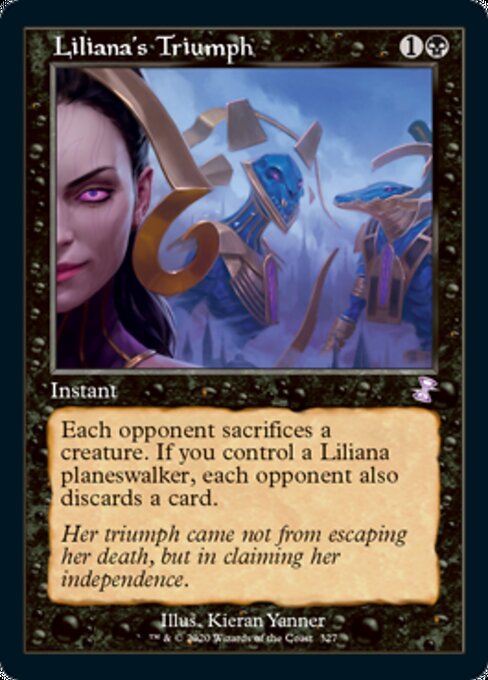 Liliana's Triumph 1
Instant
Each opponent sacrifices a
creature. If you control a Liliana
planeswalker, each opponent also
discards a card.
Her triumph came not from escaping
her death, but in claiming her
independence.
Illus. Kieran Yanner
™ & © 2020 Wizards of the Coast 327